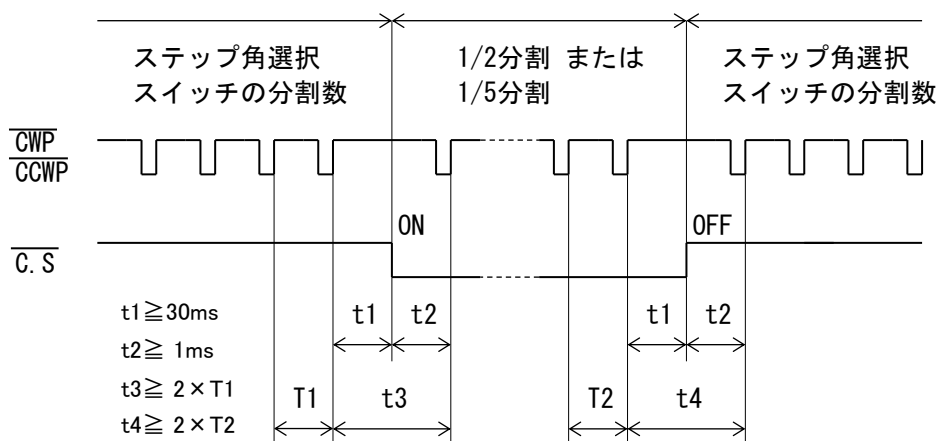 ステップ角選択
スイッチの分割数
1/2分割 または
1/5分割
ステップ角選択
スイッチの分割数
CWP
CCWP
ON
OFF
C.S
t1≧30ms
t2≧ 1ms
t3≧ 2×T1
t4≧ 2×T2
t1
t2
t1
t2
T1
t3
T2
t4